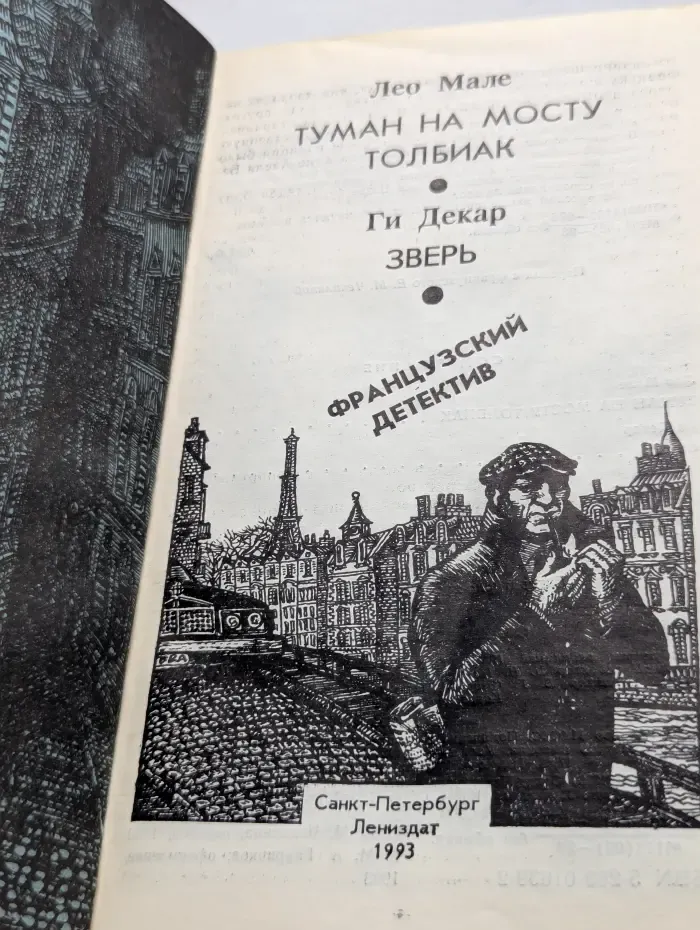 Лео Мале
ТУМАН НА МОСТУ
ТОЛБИАК
Ги Декар
ЗВЕРЬ
ФРАНЦУЗСКИЙ
ДЕТЕКТИВ
Санкт-Петербург
Лениздат
1993